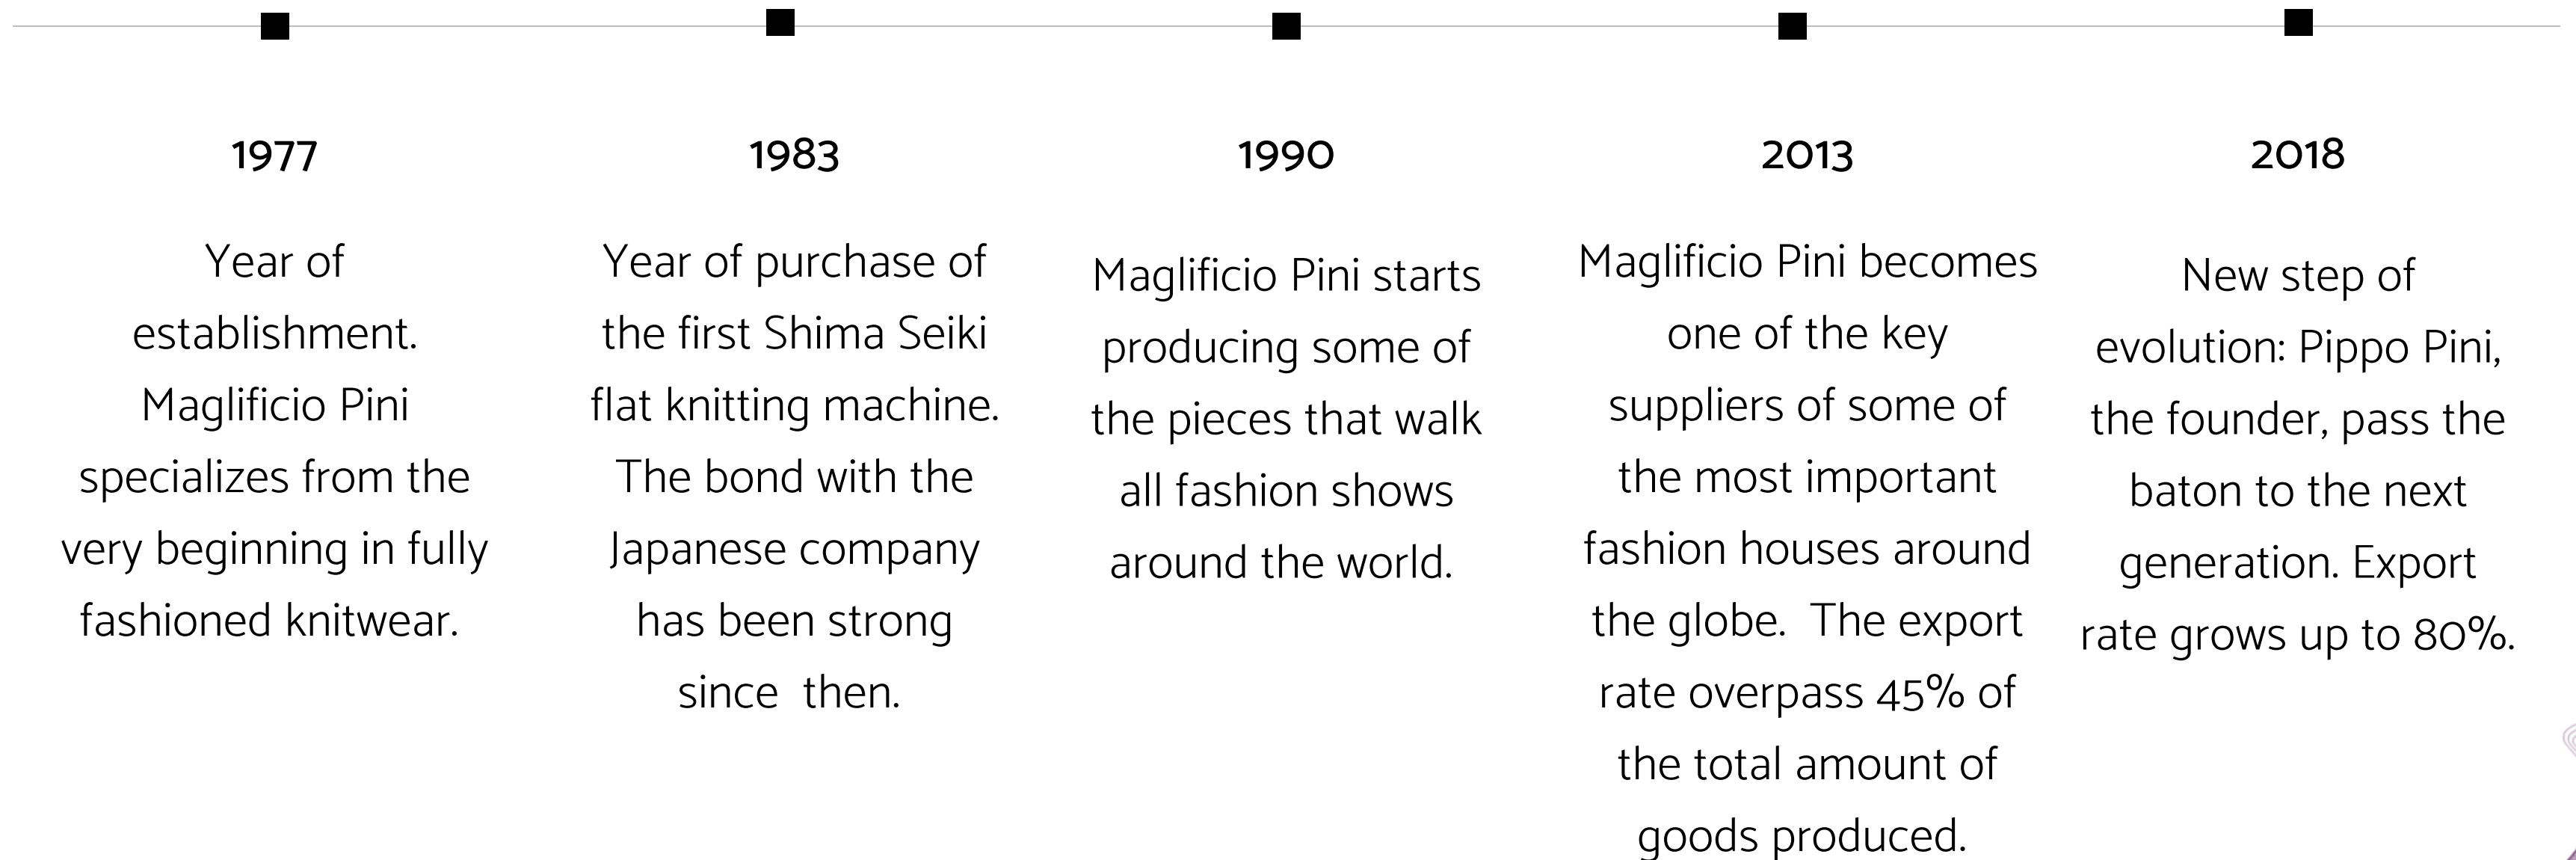 1977
Year of
establishment.
Maglificio Pini
specializes from the
very beginning in fully
fashioned knitwear.
1983
Year of purchase of
the first Shima Seiki
flat knitting machine.
The bond with the
Japanese company
has been strong
since  then.
1990
Maglificio Pini starts
producing some of
the pieces that walk
all fashion shows
around the world.
2013
Maglificio Pini becomes
one of the key
suppliers of some of
the most important
fashion houses around
the globe.  The export
rate overpass 45% of
the total amount of
goods produced.
2018
New step of
evolution: Pippo Pini,
the founder, pass the
baton to the next
generation. Export
rate grows up to 80%.